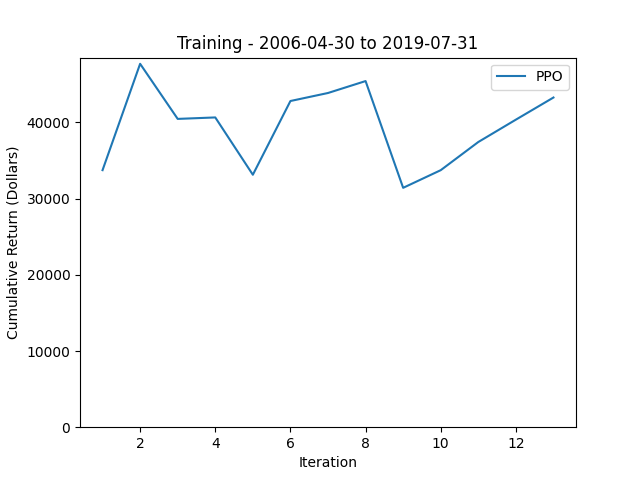 Training - 2006-04-30 to 2019-07-31
PPO
Cumulative Return (Dollars)
40000
30000
20000
10000
0
2 4 6 8 10 12
Iteration